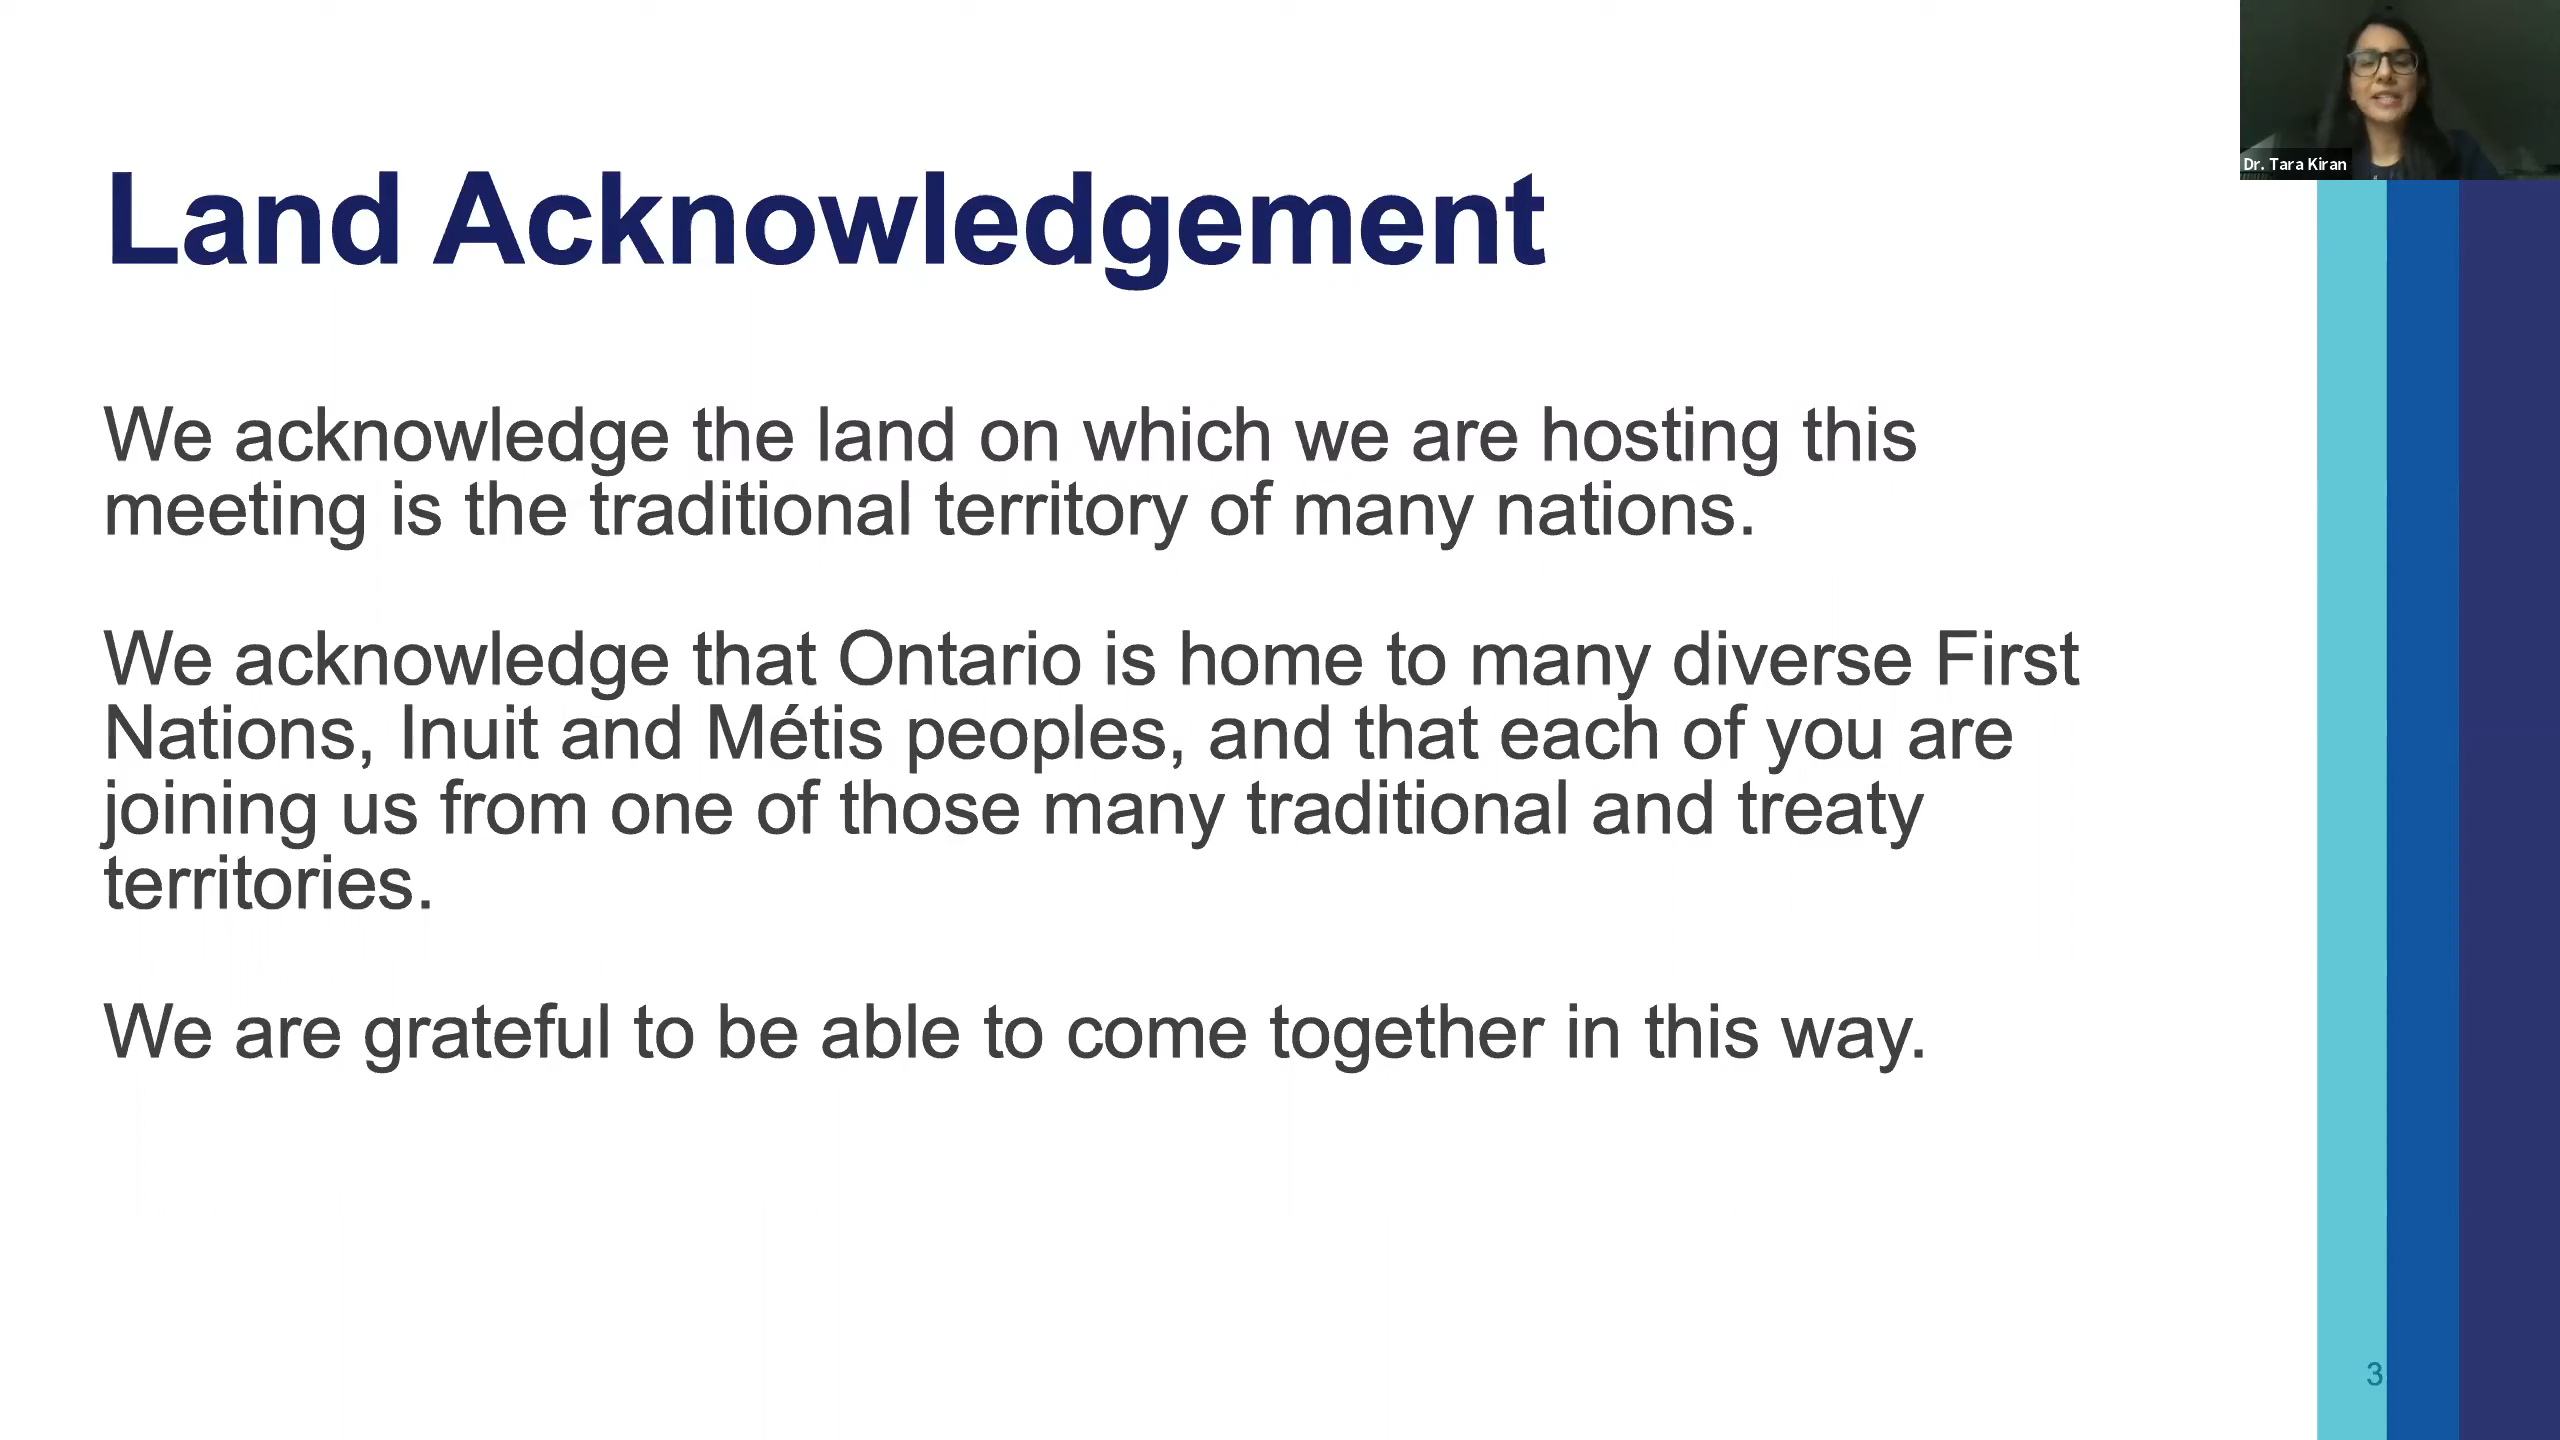 Dr. Tara Kiran
Land Acknowledgement
We acknowledge the land on which we are hosting this
meeting is the traditional territory of many nations.
We acknowledge that Ontario is home to many diverse First
Nations, Inuit and Métis peoples, and that each of you are
joining us from one of those many traditional and treaty
territories.
We are grateful to be able to come together in this way.
3